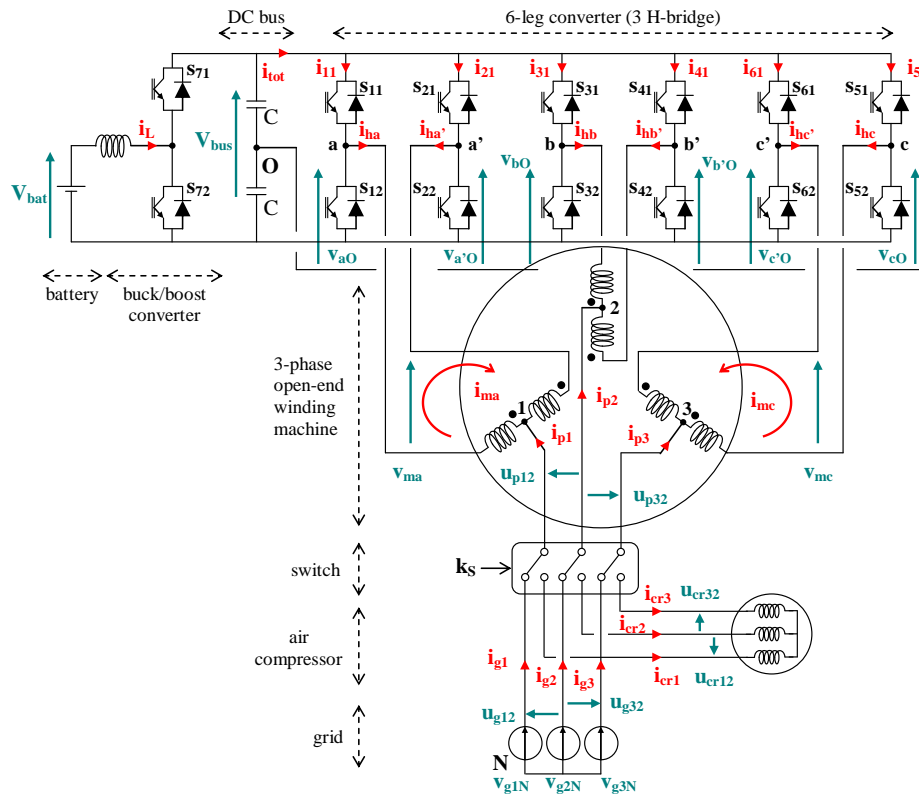 DC bus
6-leg converter (3 H-bridge)
s71
itot
i11
i21
i31
i41
i61
i5
s11
s21
s31
s41
s61
s51
C
iL
Vbus
iha
iha'
ihb
ihb'
ihc'
ihc
a
a'
b
b'
c'
c
O
vbO
vb'O
Vbat
s72
C
s12
s22
s32
s42
s62
s52
vaO
va'O
vc'O
vcO
battery
buck/boost
converter
2
3-phase
open-end
winding
machine
ima
ip2
imc
1
3
ip1
ip3
vma
up12
up32
vmc
switch
kS
icr3
ucr32
icr2
air
compressor
ig1
ig2
ig3
icr1
ucr12
ug12
ug32
grid
N
vg1N
vg2N
vg3N